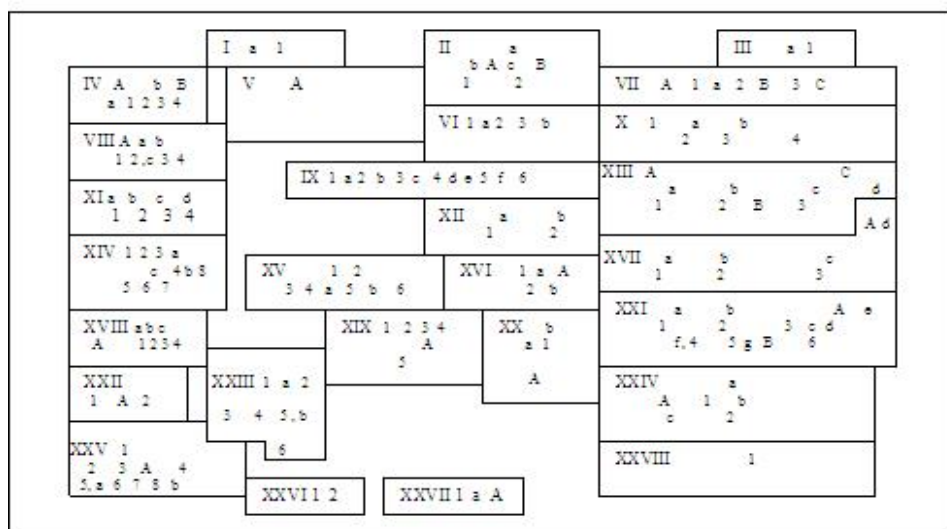 I a 1
II a
b A c B
1 2
III a 1
IV A b B
a 1 2 3 4
V A
VI 1 a 2 3 b
VII A 1 a 2 B 3 C
VIII A a b
1 2,c 3 4
IX 1 a 2 b 3 c 4 d e 5 f 6
X 1 a b
2 3 4
XI a b c d
1 2 3 4
XII a b
1 2
XIII A C
a b c d
1 2 B 3
A d
XIV 1 2 3 a
c 4 b 8
5 6 7
XV 1 2
3 4 a 5 b 6
XVI 1 a A
2 b
XVII a b c
1 2 3
XVIII a b c
A 1 2 3 4
XIX 1 2 3 4
A
5
XX b
a 1
A
XXI a b A e
1 2 3 c d
f,4 5 g B 6
XXII
1 A 2
XXIII 1 a 2
3 4 5,b
6
XXIV a
A 1 b
c 2
XXV 1
2 3 A 4
5,a 6 7 8 b
XXVI 1 2
XXVII 1 a A
XXVIII 1